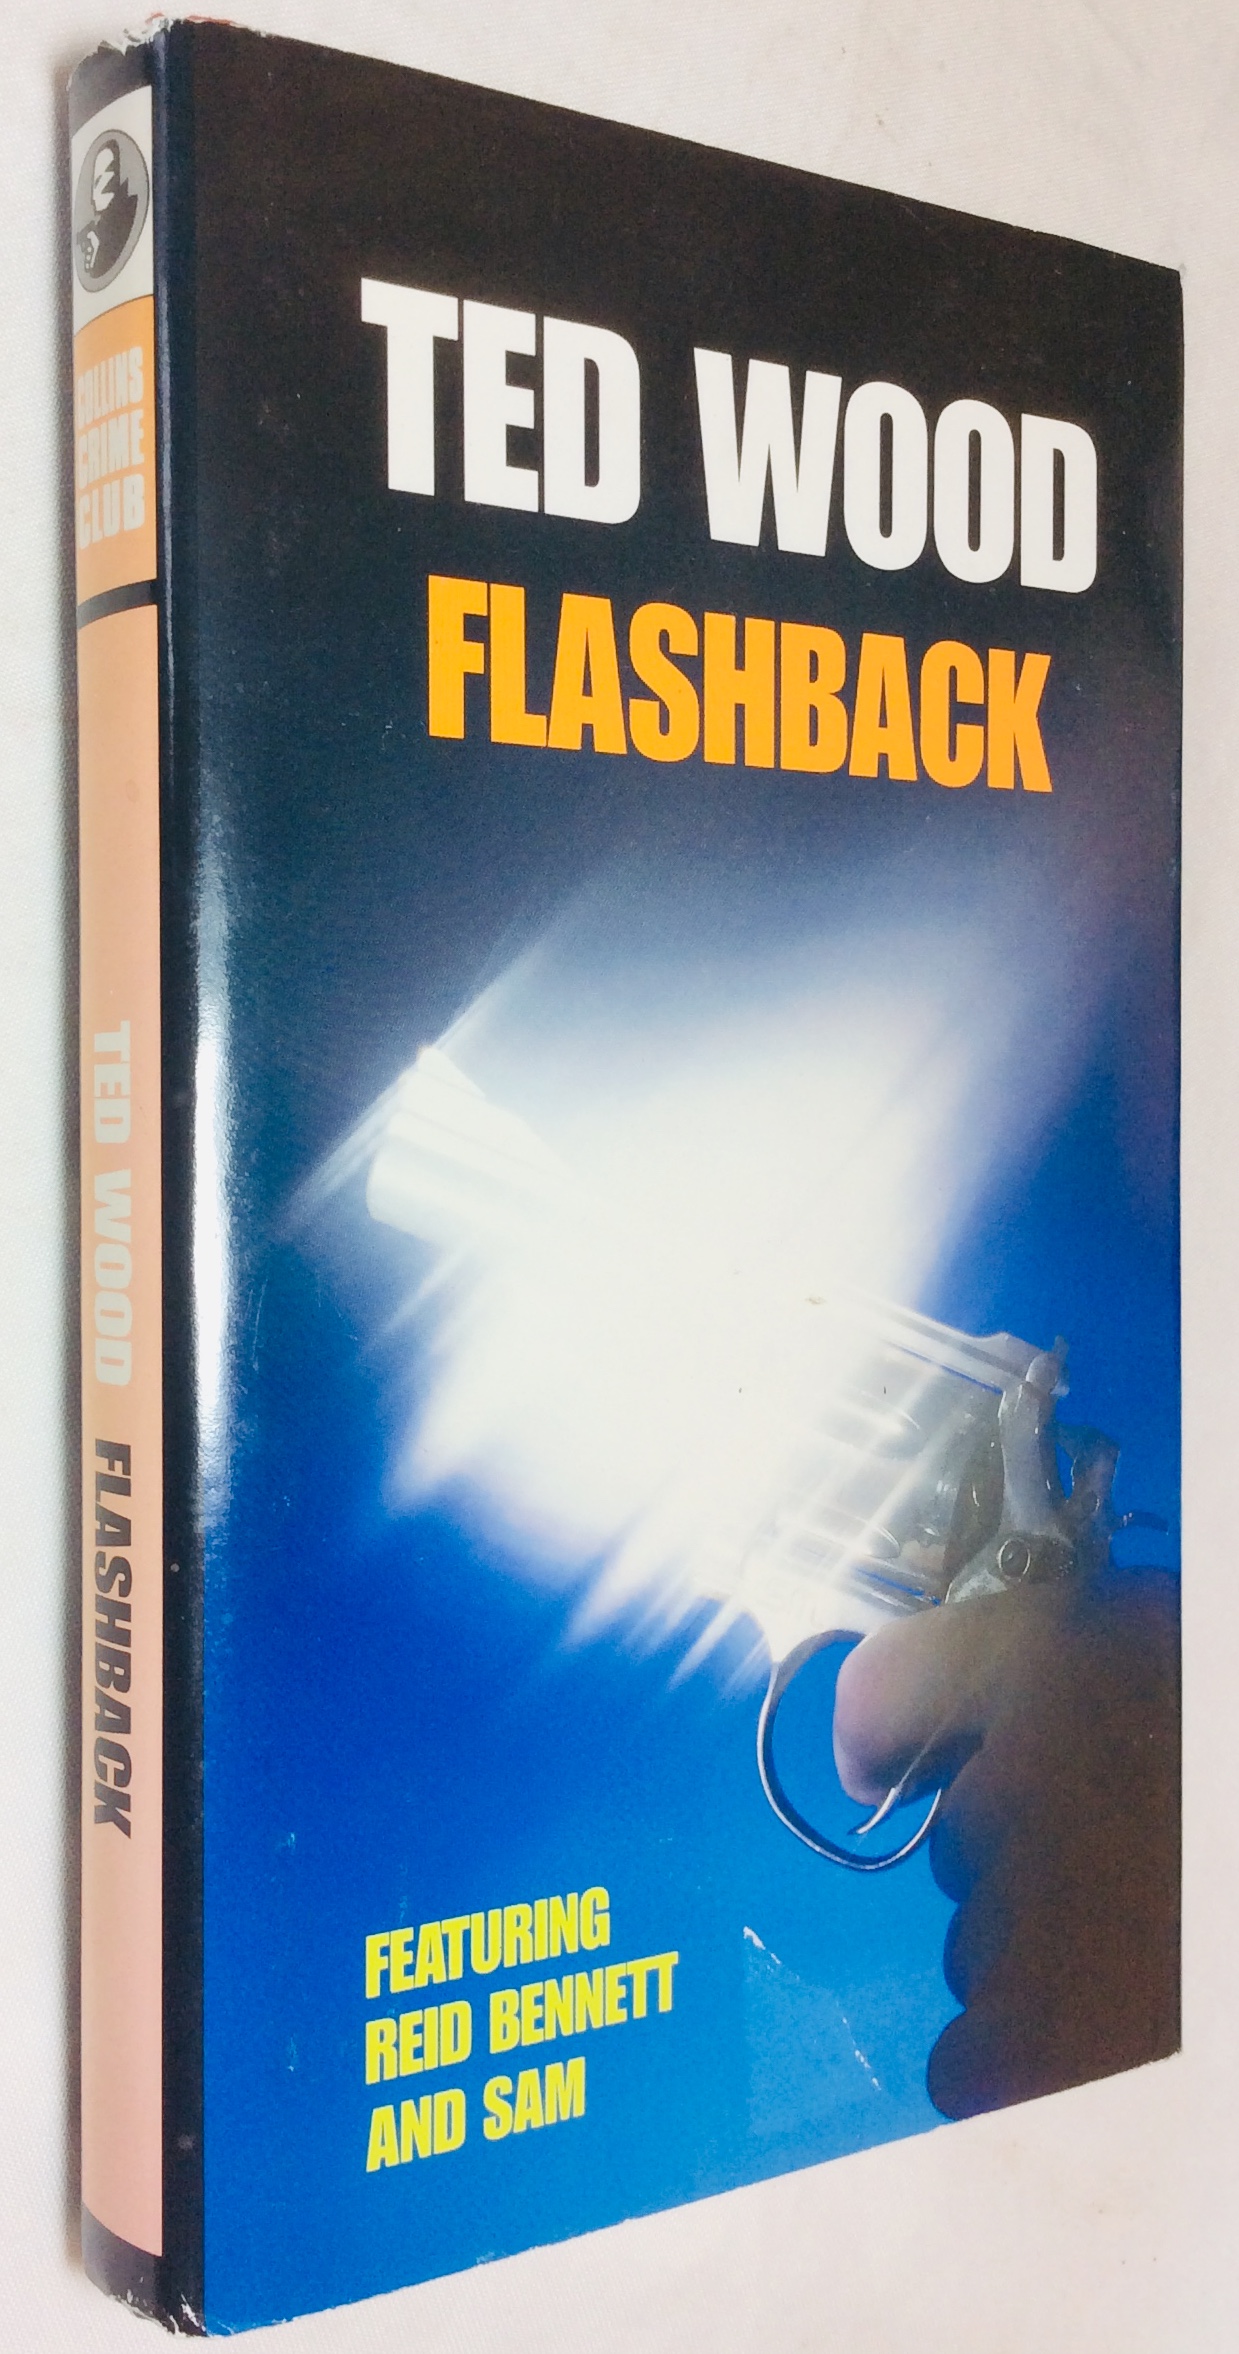 COLLINS
CRIME
CLUB
TED WOOD FLASHBACK
TED WOOD
FLASHBACK
FEATURING
REID BENNETT
AND SAM